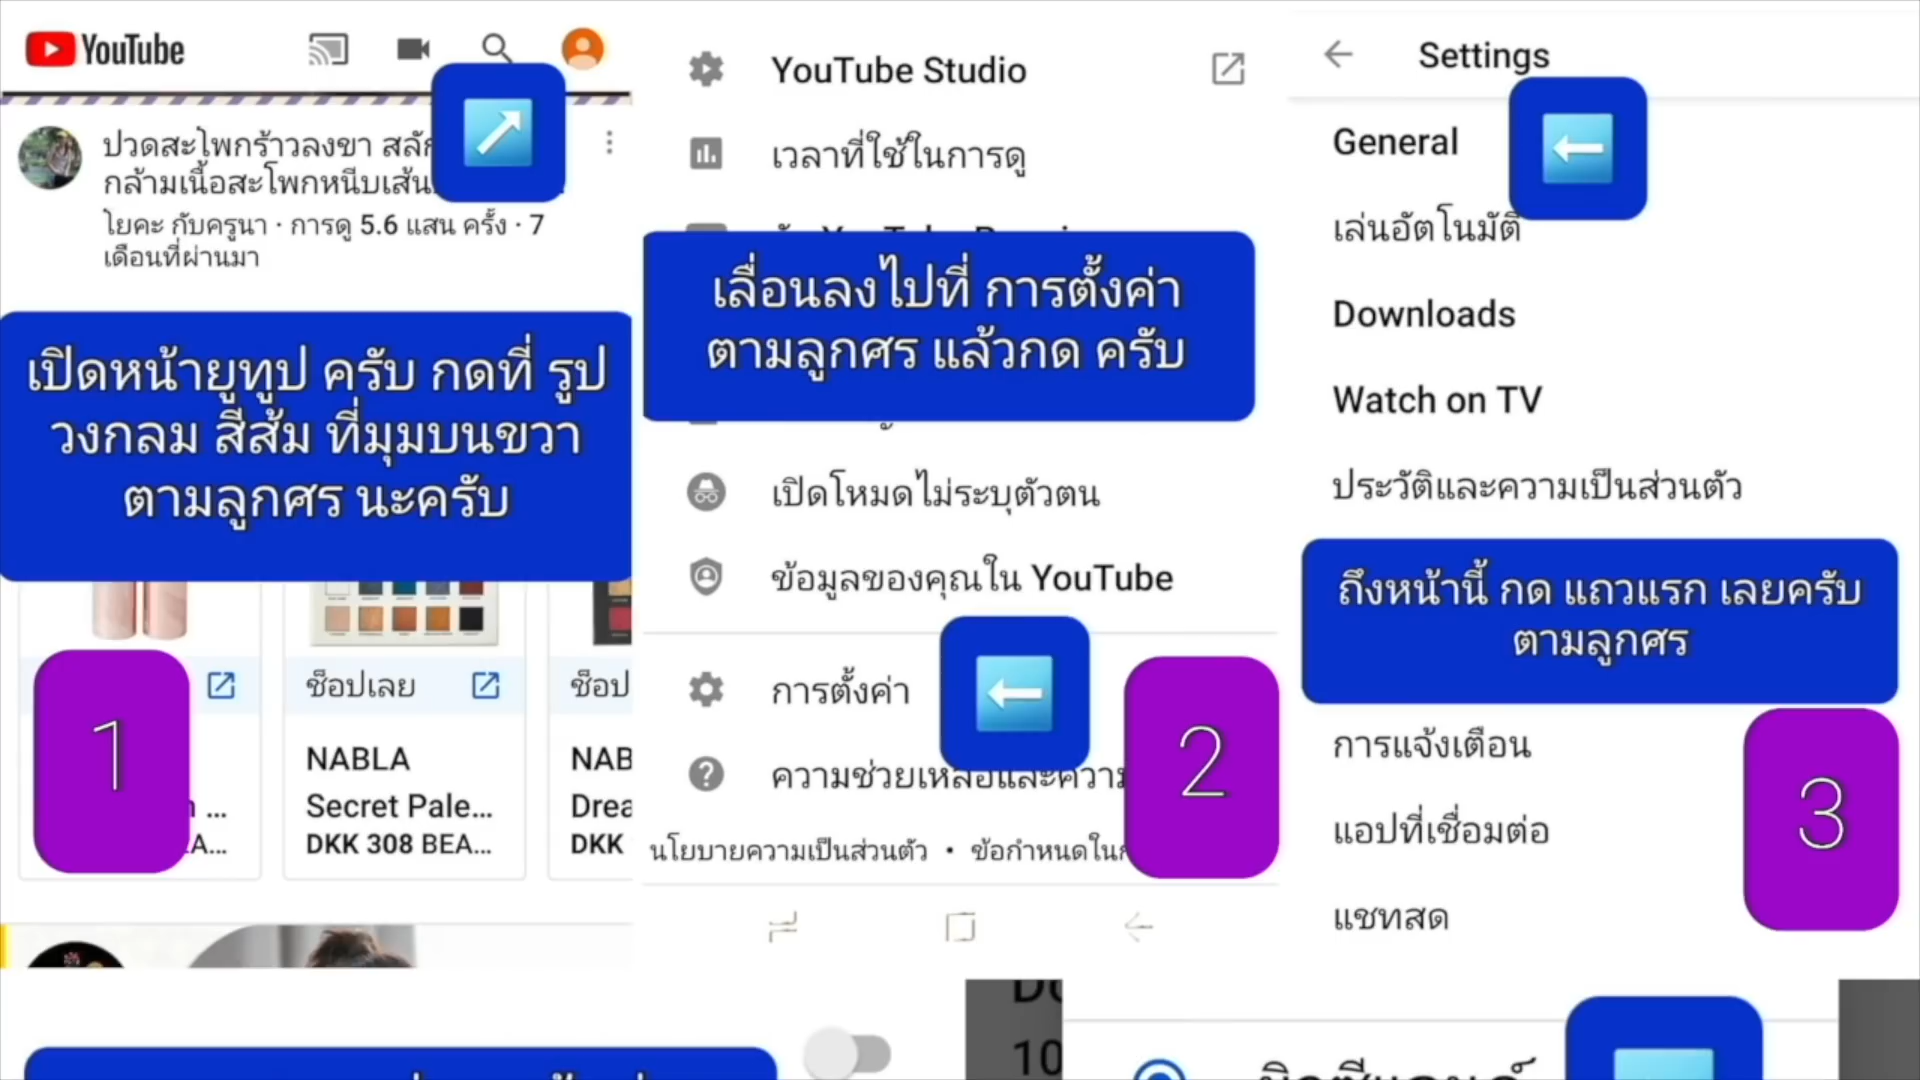 YouTube
ปวดสะโพกร้าวลงขา
กล้ามเนื้อสะโพกหนีบเส้น
โยคะ กับครูนา · การดู 5.6 แสน ครั้ง · 7
เดือนที่ผ่านมา
เปิดหน้ายูทูป ครับ กดที่ รูป
วงกลม สีส้ม ที่มุมบนขวา
ตามลูกศร นะครับ
ช็อปเลย
ช็อป
1
NABLA
Secret Pale...
DKK 308 BEA...
NAB
Drea
DKK
YouTube Studio
เวลาที่ใช้ในการดู
เลื่อนลงไปที่ การตั้งค่า
ตามลูกศร แล้วกด ครับ
เปิดโหมดไม่ระบุตัวตน
ข้อมูลของคุณใน YouTube
การตั้งค่า
ความช่วยเหลือและความ
2
นโยบายความเป็นส่วนตัว • ข้อกำหนดใน
Settings
General
เล่นอัตโนมัติ
Downloads
Watch on TV
ประวัติและความเป็นส่วนตัว
ถึงหน้านี้ กด แถวแรก เลยครับ
ตามลูกศร
การแจ้งเตือน
แอปที่เชื่อมต่อ
แชทสด
3
10